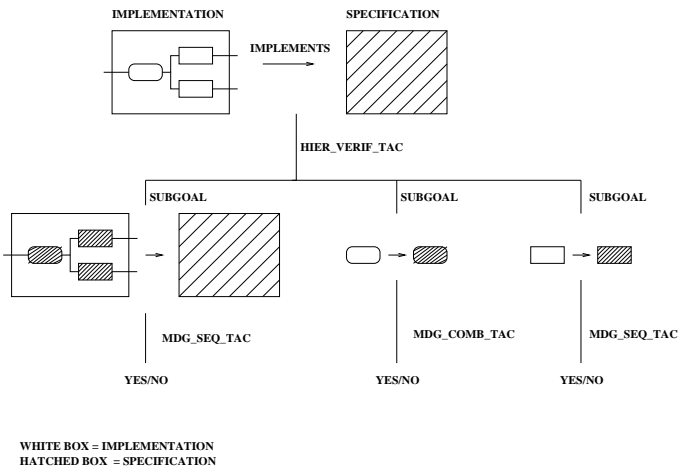 IMPLEMENTATION
SPECIFICATION
IMPLEMENTS
HIER_VERIF_TAC
SUBGOAL
SUBGOAL
SUBGOAL
MDG_SEQ_TAC
MDG_COMB_TAC
MDG_SEQ_TAC
YES/NO
YES/NO
YES/NO
WHITE BOX = IMPLEMENTATION
HATCHED BOX = SPECIFICATION